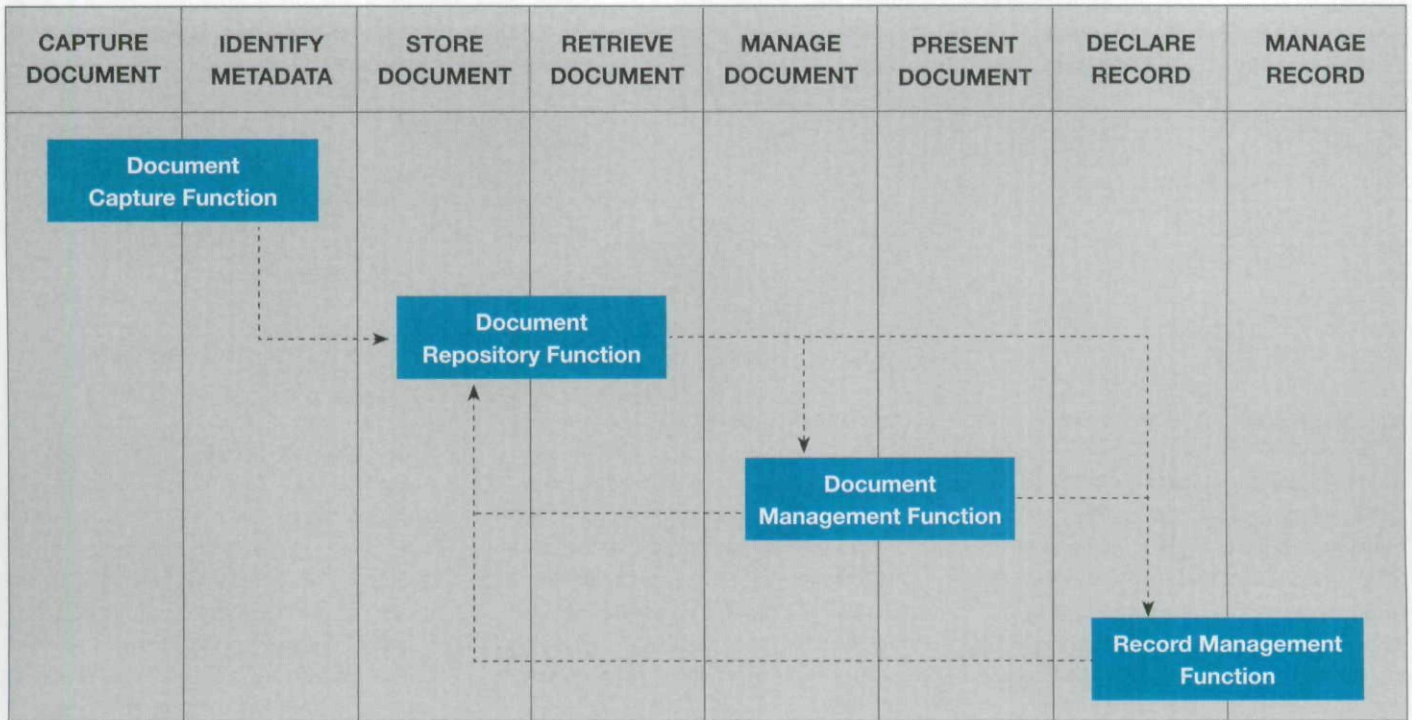 CAPTURE
DOCUMENT
IDENTIFY
METADATA
STORE
DOCUMENT
RETRIEVE
DOCUMENT
MANAGE
DOCUMENT
PRESENT
DOCUMENT
DECLARE
RECORD
MANAGE
RECORD
Document
Capture Function
Document
Repository Function
Document
Management Function
Record Management
Function